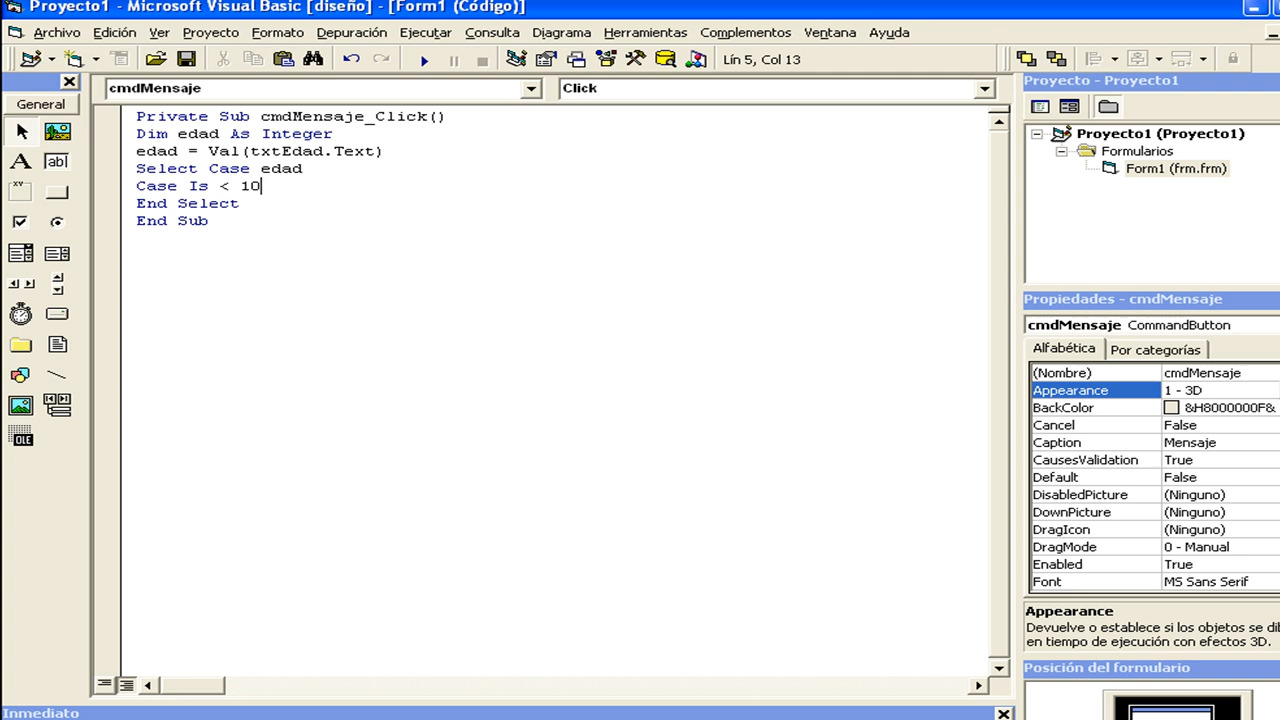 Proyecto1 - Microsoft Visual Basic [diseño] - [Form1 (Código)]
Archivo Edición Ver Proyecto Formato Depuración Ejecutar Consulta Diagrama Herramientas Complementos Ventana Ayuda
Lín 5, Col 13
General
cmdMensaje Click
Private Sub cmdMensaje_Click()
Dim edad As Integer
edad = Val(txtEdad.Text)
Select Case edad
Case Is < 10
End Select
End Sub
Proyecto - Proyecto1
Proyecto1 (Proyecto1)
Formularios
Form1 (frm.frm)
Propiedades - cmdMensaje
cmdMensaje CommandButton
Alfabética Por categorías
(Nombre) cmdMensaje
Appearance 1 - 3D
BackColor &H8000000F&
Cancel False
Caption Mensaje
CausesValidation True
Default False
DisabledPicture (Ninguno)
DownPicture (Ninguno)
DragIcon (Ninguno)
DragMode 0 - Manual
Enabled True
Font MS Sans Serif
Appearance
Devuelve o establece si los objetos se di
en tiempo de ejecución con efectos 3D.
Posición del formulario
Inmediato
A
abl
XY
OLE